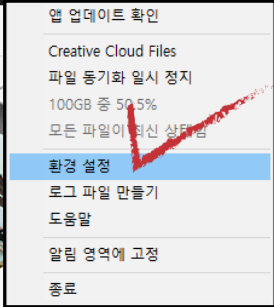 앱 업데이트 확인
Creative Cloud Files
파일 동기화 일시 정지
100GB 중 50.5%
모든 파일이 최신 상태임
환경 설정
로그 파일 만들기
도움말
알림 영역에 고정
종료